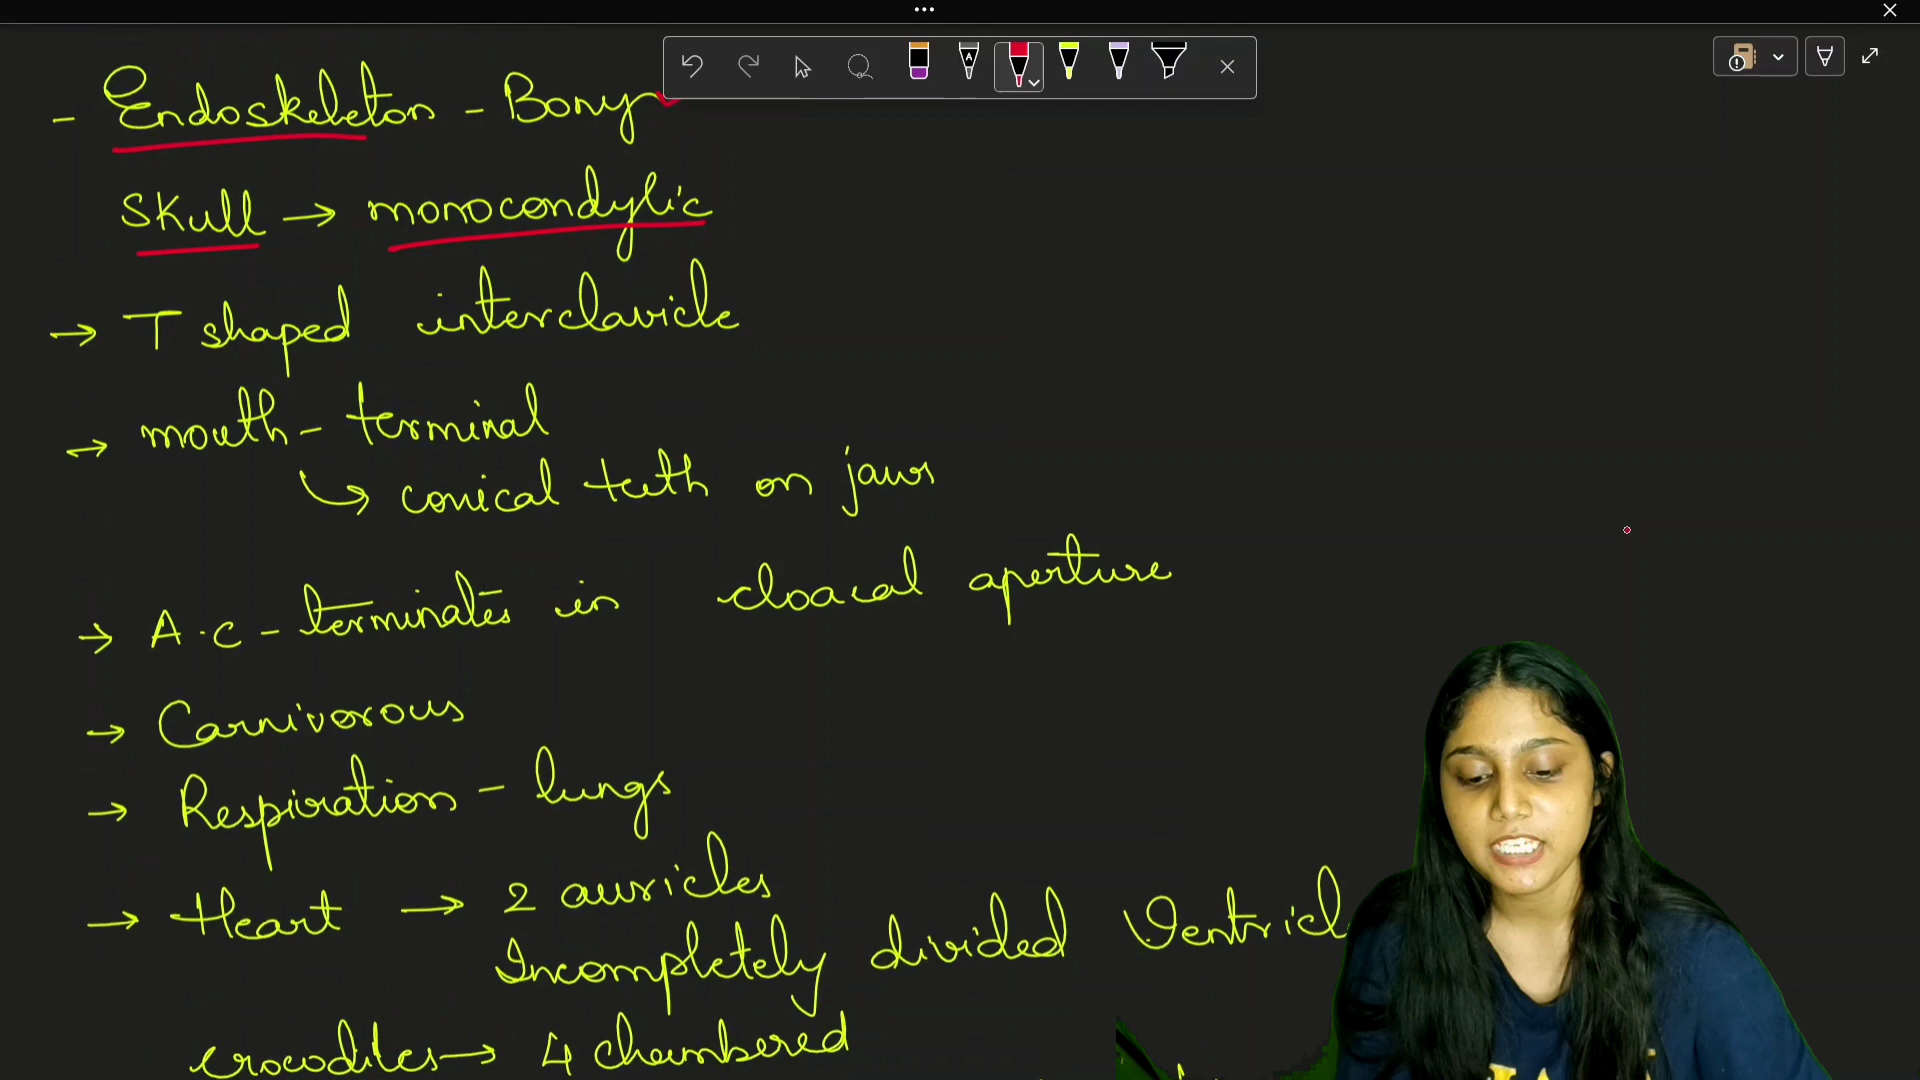 - Endoskeleton - Bony
Skull → monocondylic
→ T shaped interclavicle
→ mouth - terminal
↳ conical teeth on jaws
→ A.C - terminates in cloacal aperture
→ Carnivorous
→ Respiration - lungs
→ Heart → 2 auricles
Incompletely divided Ventricl
crocodiles → 4 chambered